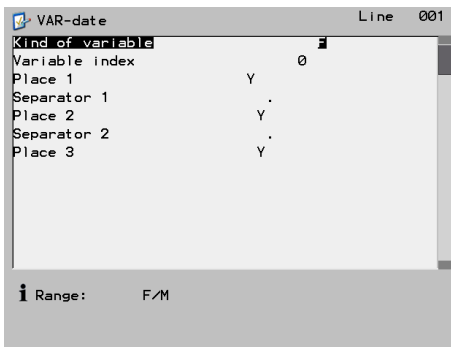 VAR-date Line 001
Kind of variable F
Variable index 0
Place 1 Y
Separator 1 .
Place 2 Y
Separator 2 .
Place 3 Y
i Range: F/M